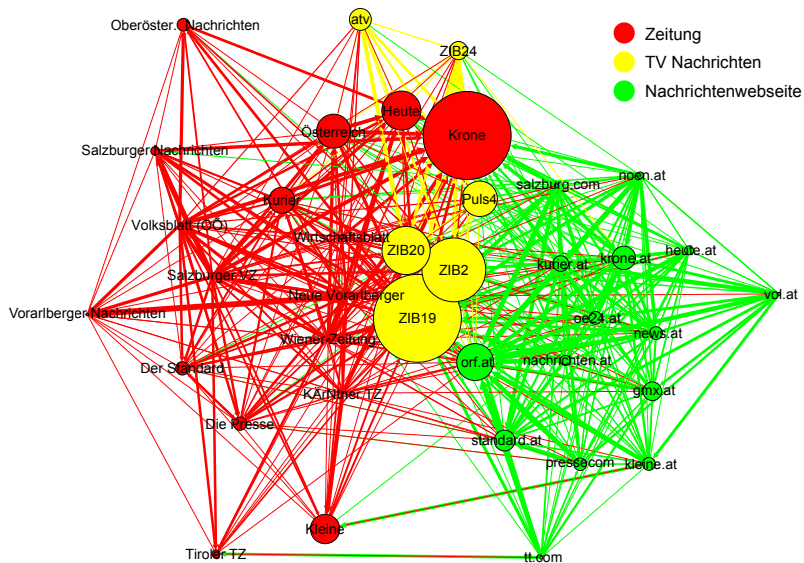 Oberöster. Nachrichten
atv
ZIB24
Zeitung
TV Nachrichten
Nachrichtenwebseite
Heute
Österreich
Krone
Salzburger Nachrichten
noen.at
salzburg.com
Kurier
Puls4
Volksblatt (OÖ)
Wirtschaftsblatt
ZIB20
heute.at
krone.at
kurier.at
ZIB2
Salzburger VZ
Neue Vorarlberger
vol.at
Vorarlberger Nachrichten
ZIB19
oe24.at
news.at
Wiener Zeitung
orf.at
nachrichten.at
Der Standard
KÄrNtner TZ
gmx.at
Die Presse
standard.at
presse.com
kleine.at
Kleine
Tiroler TZ
tt.com